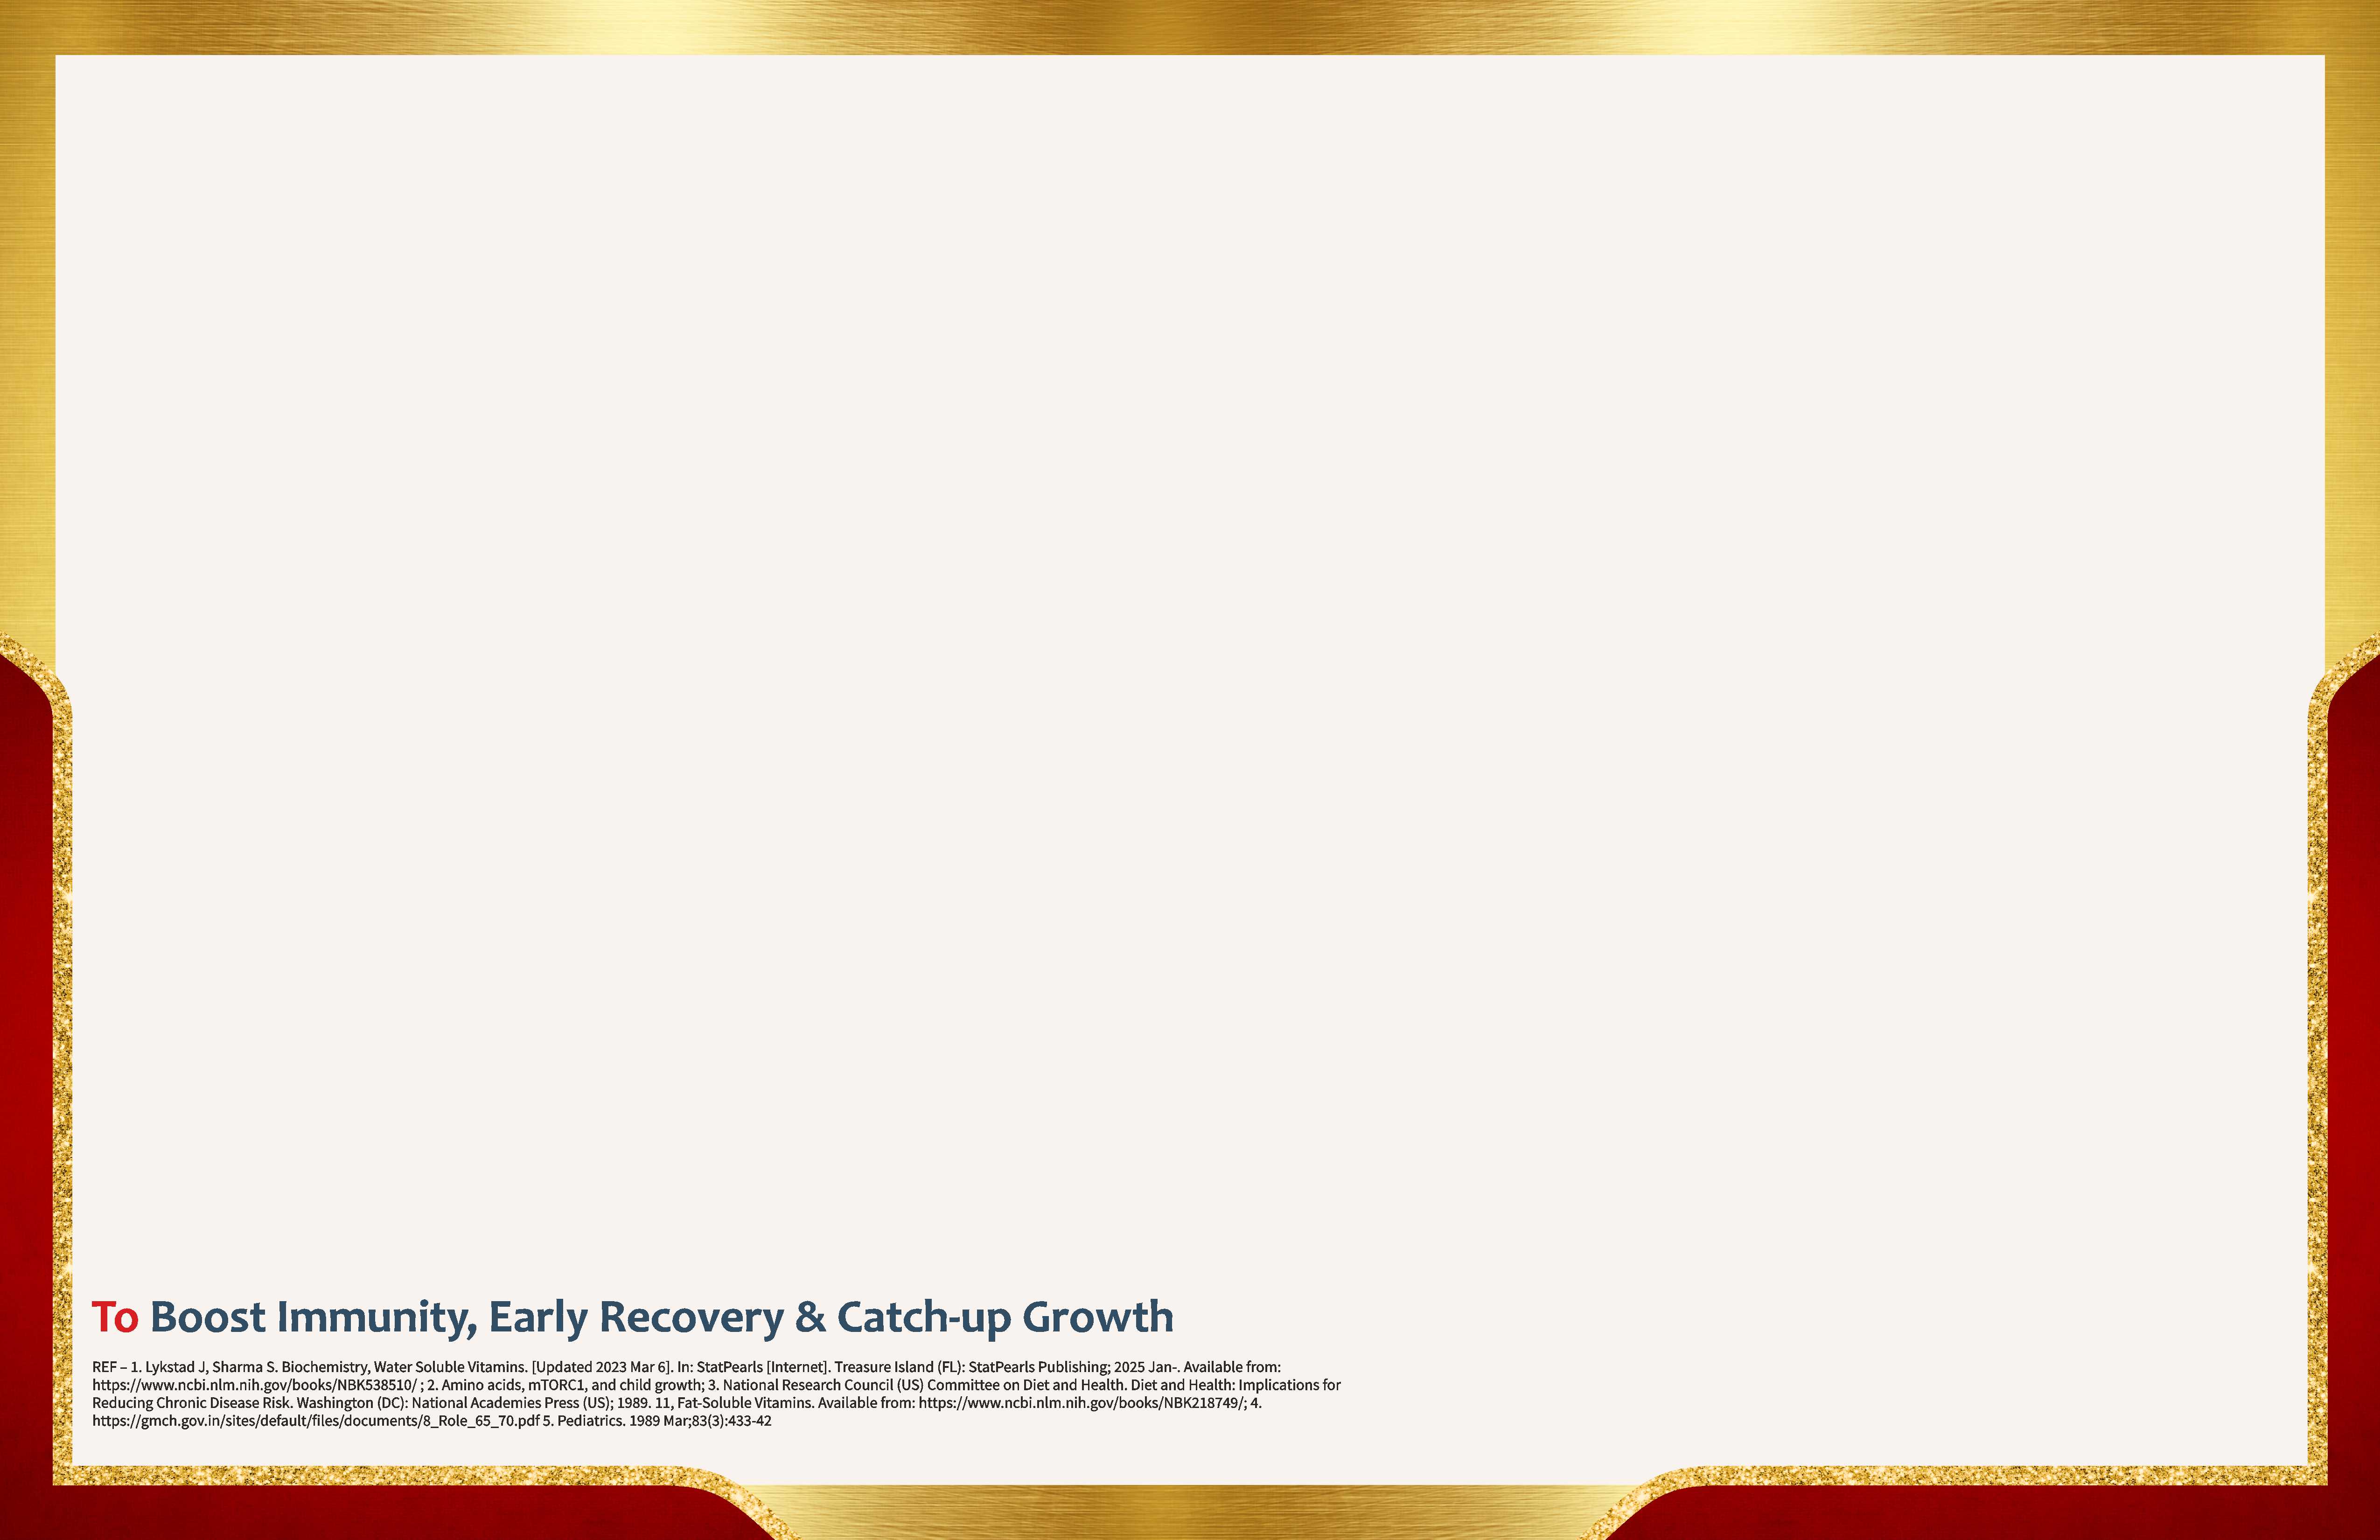 To Boost Immunity, Early Recovery & Catch-up Growth
REF – 1. Lykstad J, Sharma S. Biochemistry, Water Soluble Vitamins. [Updated 2023 Mar 6]. In: StatPearls [Internet]. Treasure Island (FL): StatPearls Publishing; 2025 Jan-. Available from:
https://www.ncbi.nlm.nih.gov/books/NBK538510/ ; 2. Amino acids, mTORC1, and child growth; 3. National Research Council (US) Committee on Diet and Health. Diet and Health: Implications for
Reducing Chronic Disease Risk. Washington (DC): National Academies Press (US); 1989. 11, Fat-Soluble Vitamins. Available from: https://www.ncbi.nlm.nih.gov/books/NBK218749/; 4.
https://gmch.gov.in/sites/default/files/documents/8_Role_65_70.pdf 5. Pediatrics. 1989 Mar;83(3):433-42